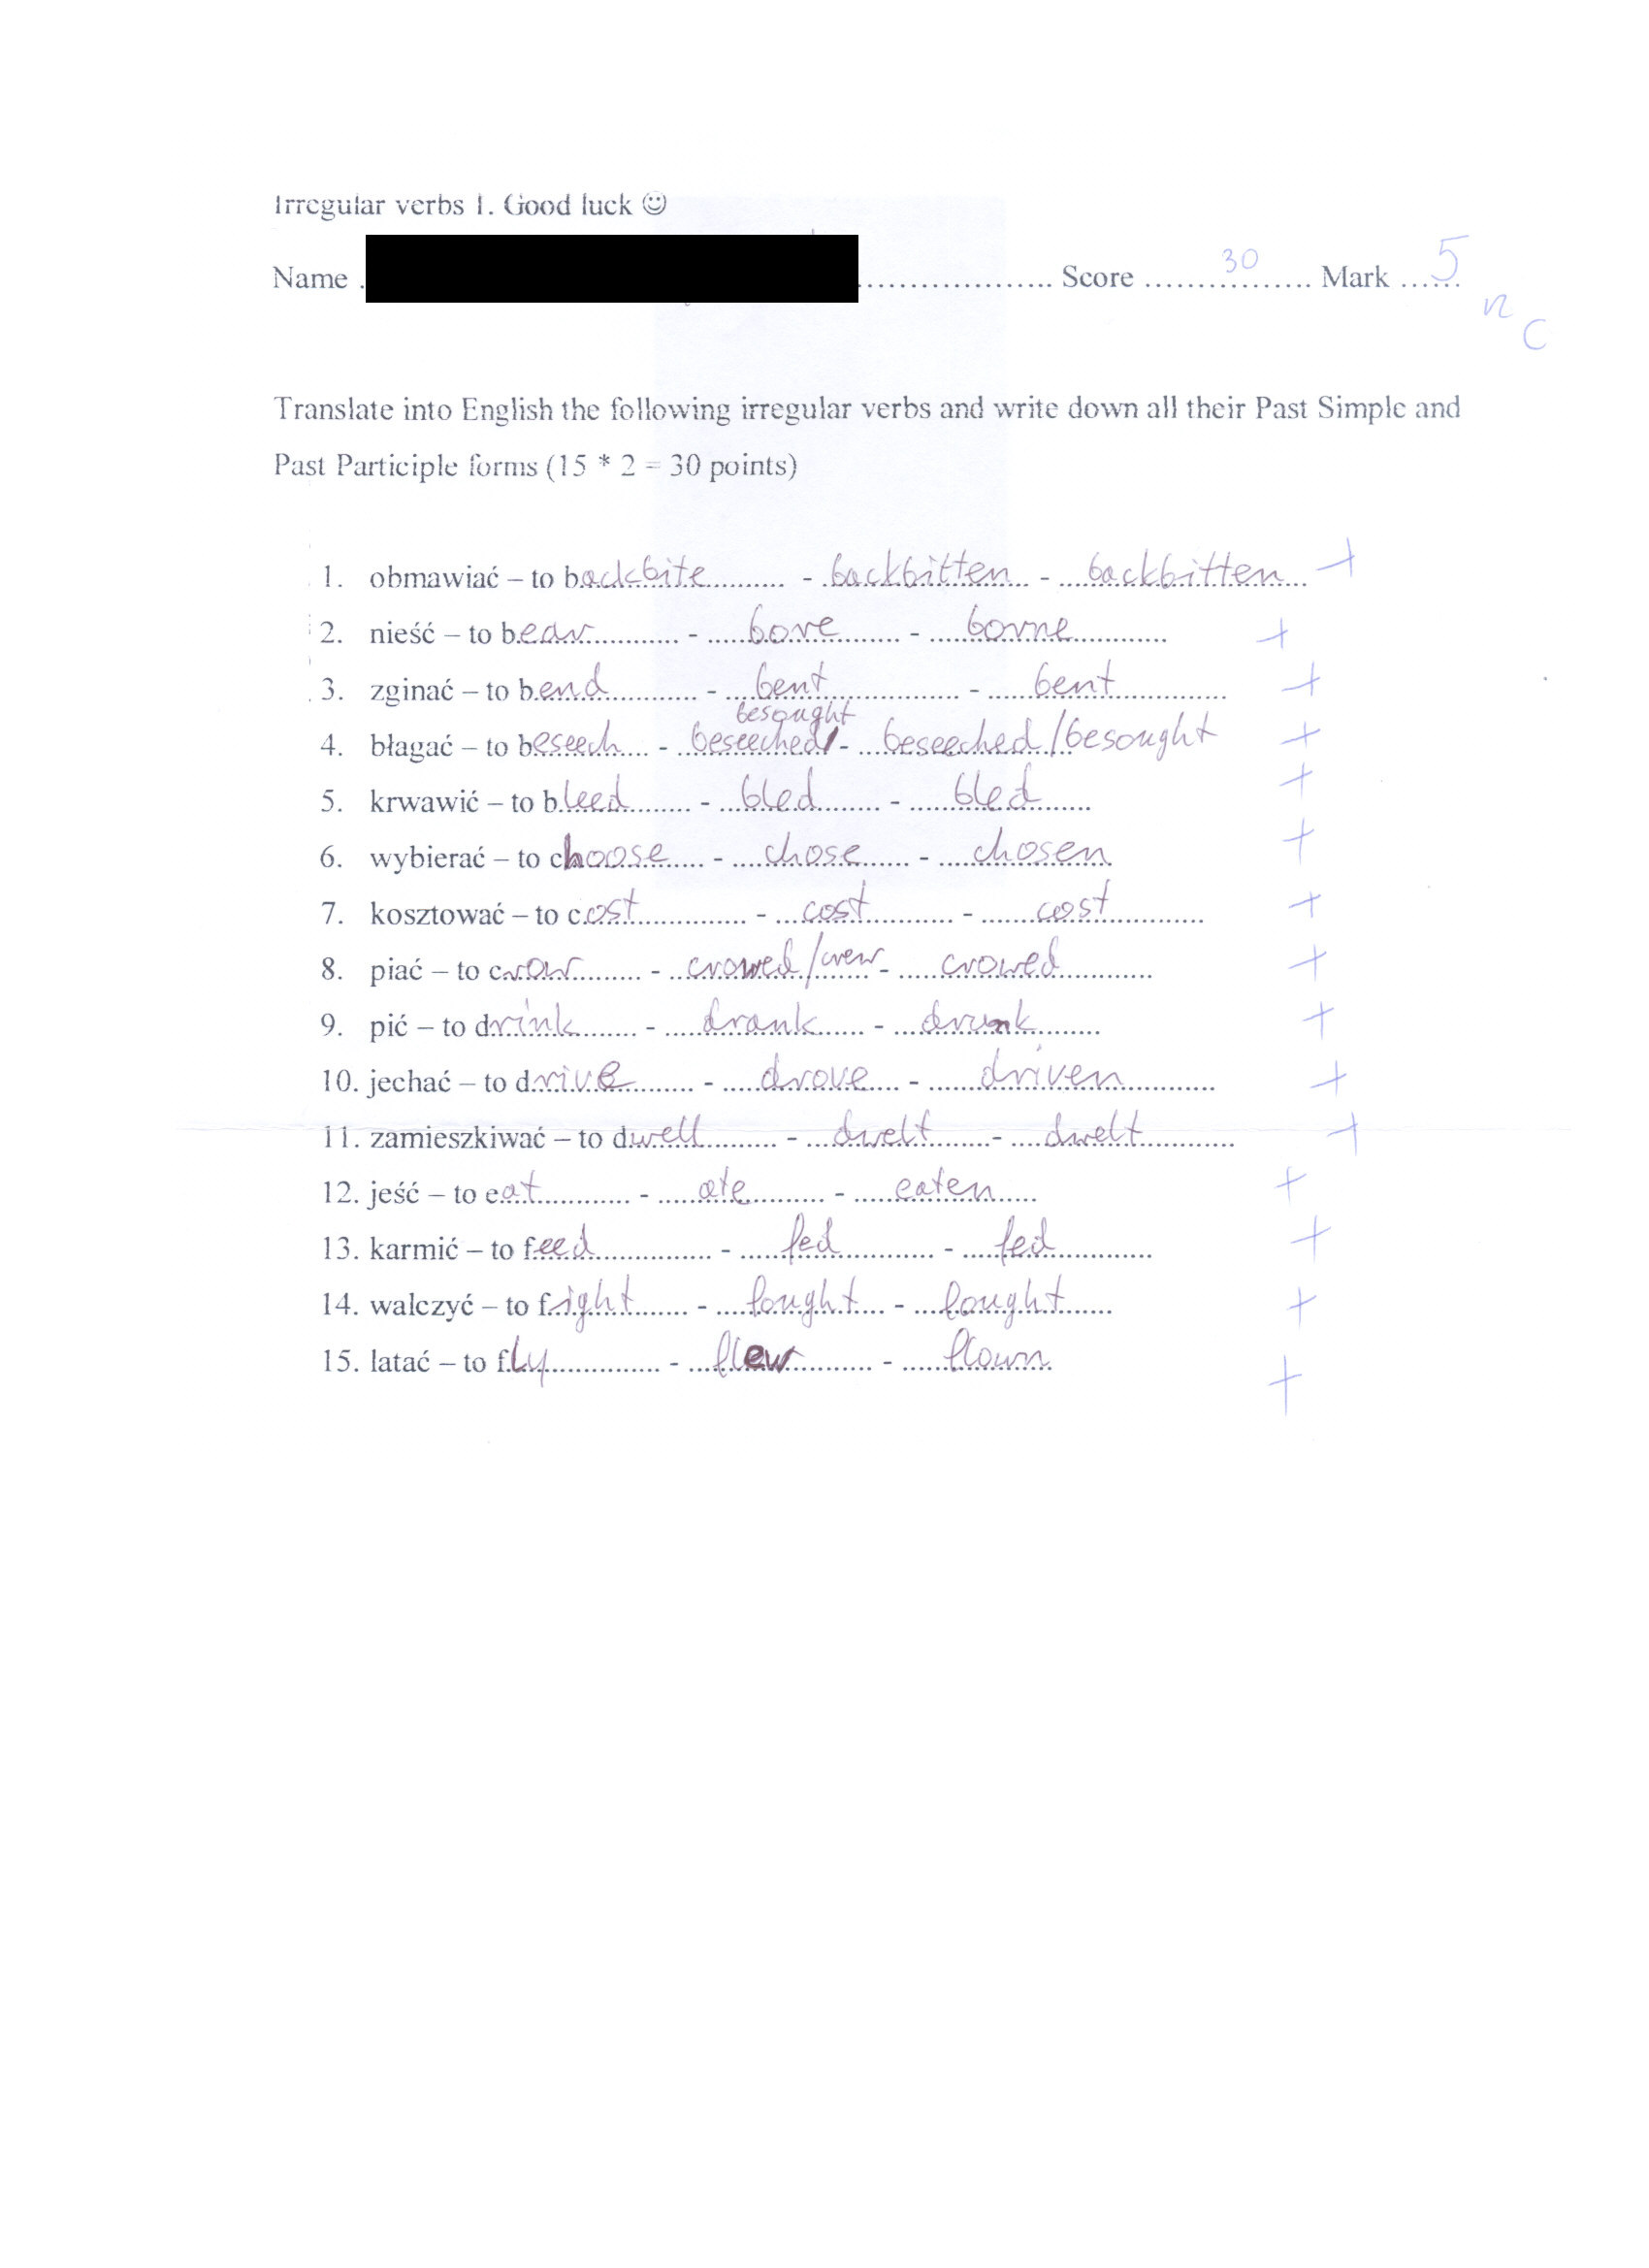 Irregular verbs 1. Good luck ☺
Name .................... Score ......30...... Mark ...5...
n
C
Translate into English the following irregular verbs and write down all their Past Simple and
Past Participle forms (15 * 2 = 30 points)
1. obmawiać – to backbite - backbitten - backbitten +
2. nieść – to bear - bore - borne +
3. zginać – to bend - bent - bent +
besought
4. błagać – to beseech - beseeched/ - beseeched/besought +
5. krwawić – to bleed - bled - bled +
6. wybierać – to choose - chose - chosen +
7. kosztować – to cost - cost - cost +
8. piać – to crow - crowed/crew - crowed +
9. pić – to drink - drank - drunk +
10. jechać – to drive - drove - driven +
11. zamieszkiwać – to dwell - dwelt - dwelt +
12. jeść – to eat - ate - eaten +
13. karmić – to feed - fed - fed +
14. walczyć – to fight - fought - fought +
15. latać – to fly - flew - flown +